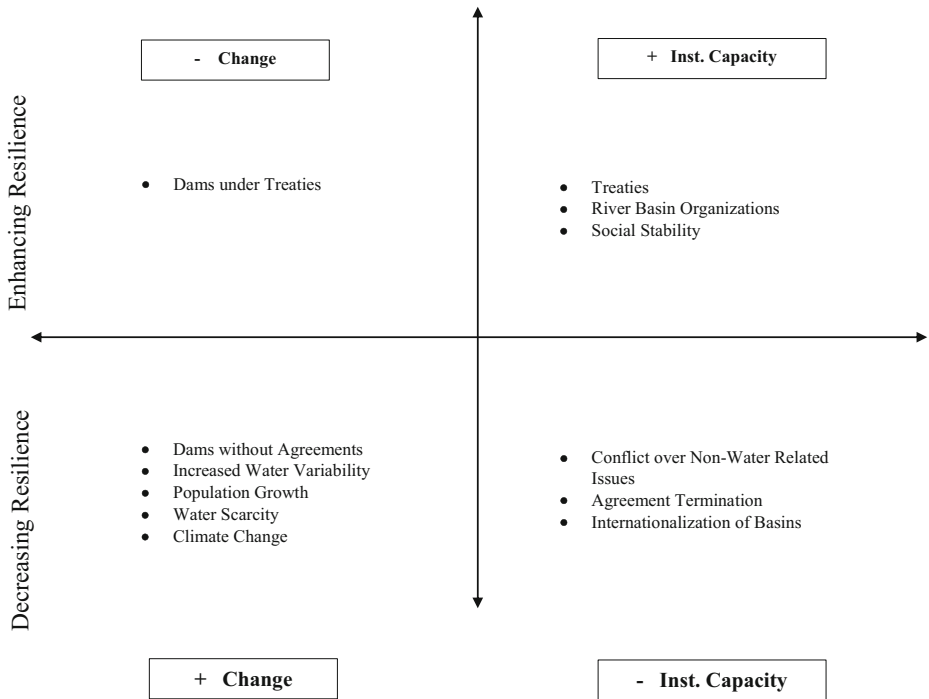 - Change
+ Inst. Capacity
Enhancing Resilience
● Dams under Treaties
● Treaties
● River Basin Organizations
● Social Stability
Decreasing Resilience
● Dams without Agreements
● Increased Water Variability
● Population Growth
● Water Scarcity
● Climate Change
● Conflict over Non-Water Related
Issues
● Agreement Termination
● Internationalization of Basins
+ Change
- Inst. Capacity